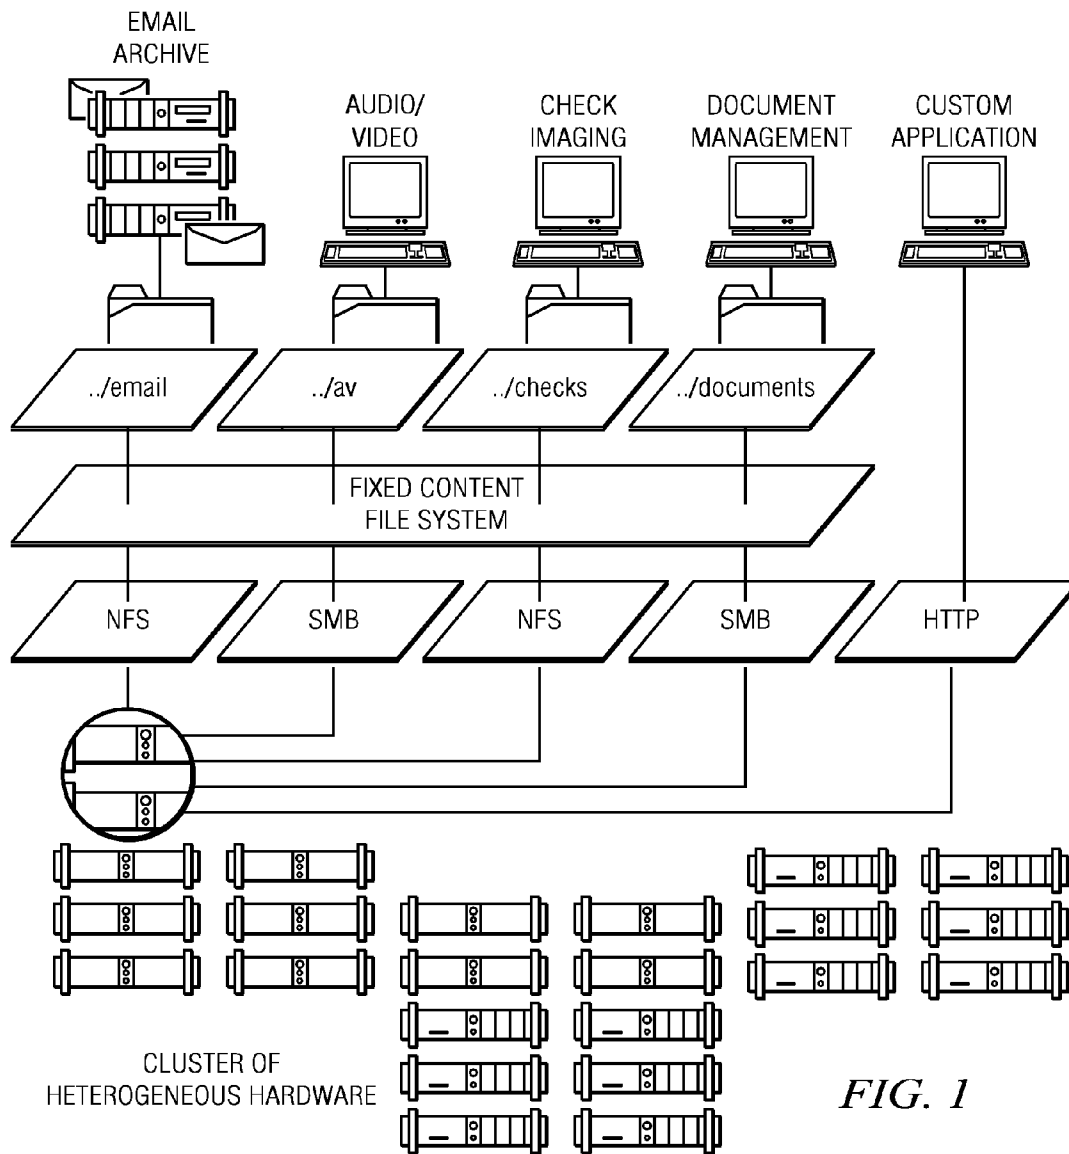 EMAIL
ARCHIVE
AUDIO/
VIDEO
CHECK
IMAGING
DOCUMENT
MANAGEMENT
CUSTOM
APPLICATION
../email
../av
../checks
../documents
FIXED CONTENT
FILE SYSTEM
NFS
SMB
NFS
SMB
HTTP
CLUSTER OF
HETEROGENEOUS HARDWARE
FIG. 1